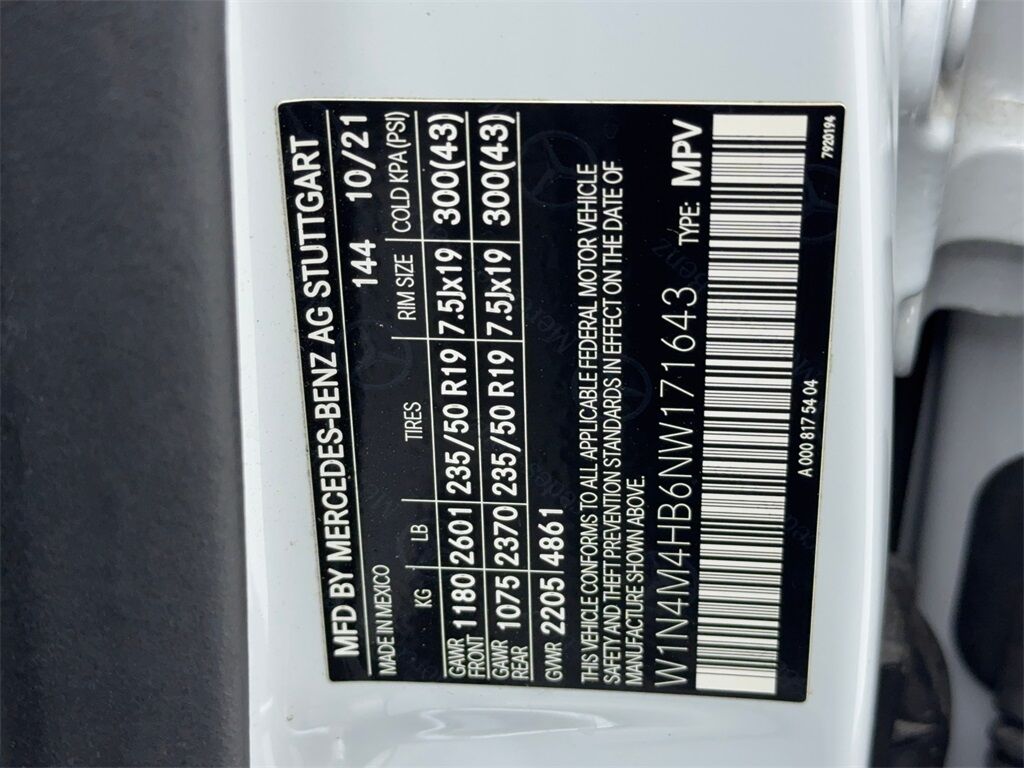 MFD BY MERCEDES-BENZ AG STUTTGART
MADE IN MEXICO 144 10/21
KG LB TIRES RIM SIZE COLD KPA (PSI)
GAWR FRONT 1180 2601 235/50 R19 7.5Jx19 300(43)
GAWR REAR 1075 2370 235/50 R19 7.5Jx19 300(43)
GVWR 2205 4861
THIS VEHICLE CONFORMS TO ALL APPLICABLE FEDERAL MOTOR VEHICLE
SAFETY AND THEFT PREVENTION STANDARDS IN EFFECT ON THE DATE OF
MANUFACTURE SHOWN ABOVE.
W1N4M4HB6NW171643 TYPE: MPV
A 000 817 54 04 7920194